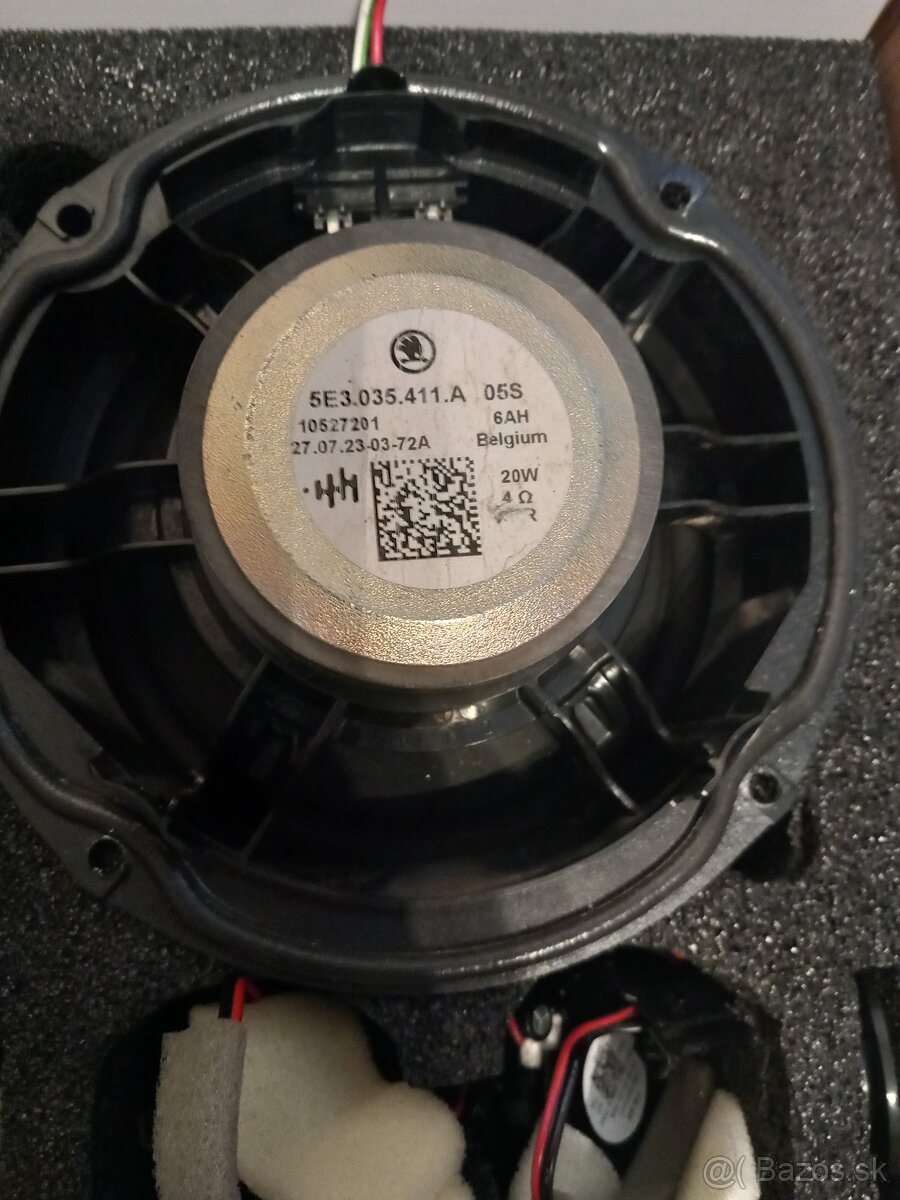 5E3.035.411.A 05S
10527201 6AH
27.07.23-03-72A Belgium
20W
4 Ω
@( Bazos.sk